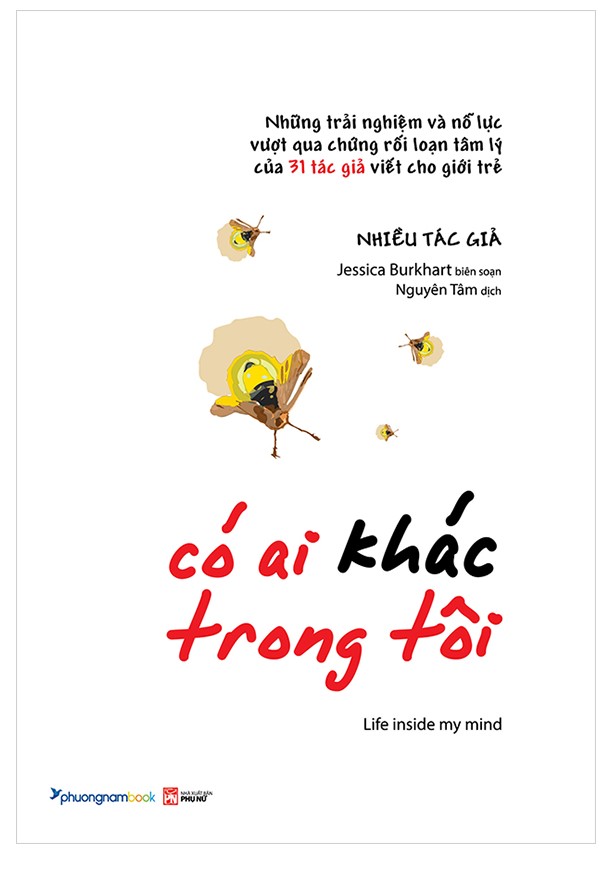 Những trải nghiệm và nỗ lực
vượt qua chứng rối loạn tâm lý
của 31 tác giả viết cho giới trẻ
NHIỀU TÁC GIẢ
Jessica Burkhart biên soạn
Nguyên Tâm dịch
có ai khác
trong tôi
Life inside my mind
phuongnambook
NHÀ XUẤT BẢN
PHỤ NỮ